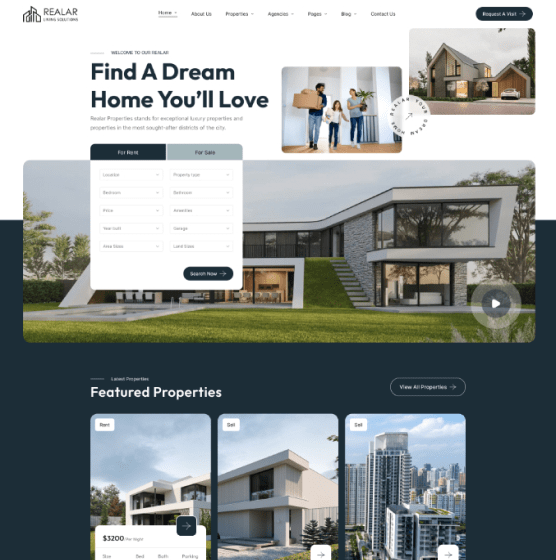 REALAR
LIVING SOLUTIONS
Home
About Us
Properties
Agencies
Pages
Blog
Contact Us
Request A Visit
WELCOME TO OUR REALAR
Find A Dream
Home You'll Love
Realar Properties stands for exceptional luxury properties and
properties in the most sought-after districts of the city.
REALAR YOUR DREAM HOME
For Rent
For Sale
Location
Property type
Bedroom
Bathroom
Price
Amenities
Year built
Garage
Area Sizes
Land Sizes
Search Now
Latest Properties
Featured Properties
View All Properties
Rent
Sell
Sell
$3200
Size
Bed
Bath
Parking